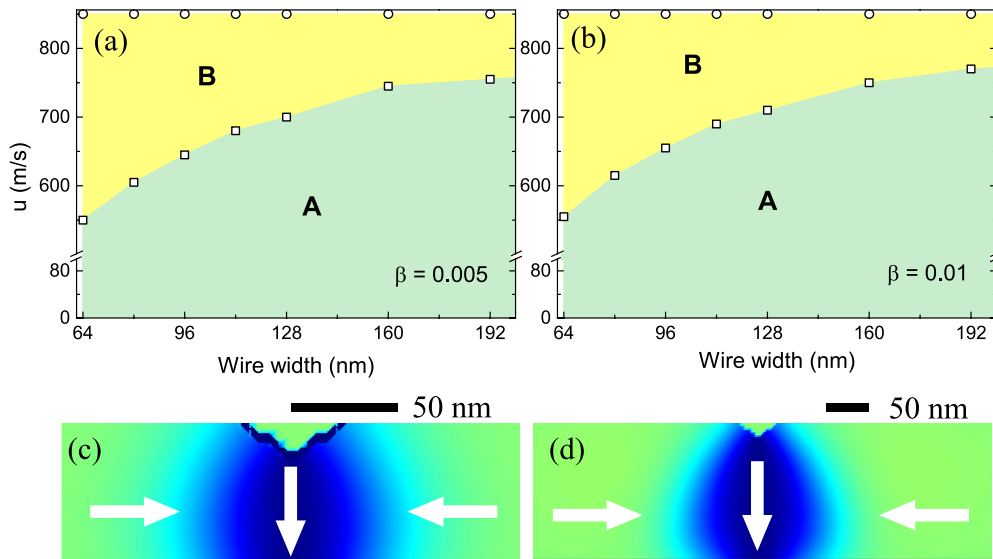 (a)
B
A
β = 0.005
u (m/s)
800
700
600
80
0
64
96
128
160
192
Wire width (nm)
(b)
B
A
β = 0.01
800
700
600
80
0
64
96
128
160
192
Wire width (nm)
50 nm
(c)
50 nm
(d)